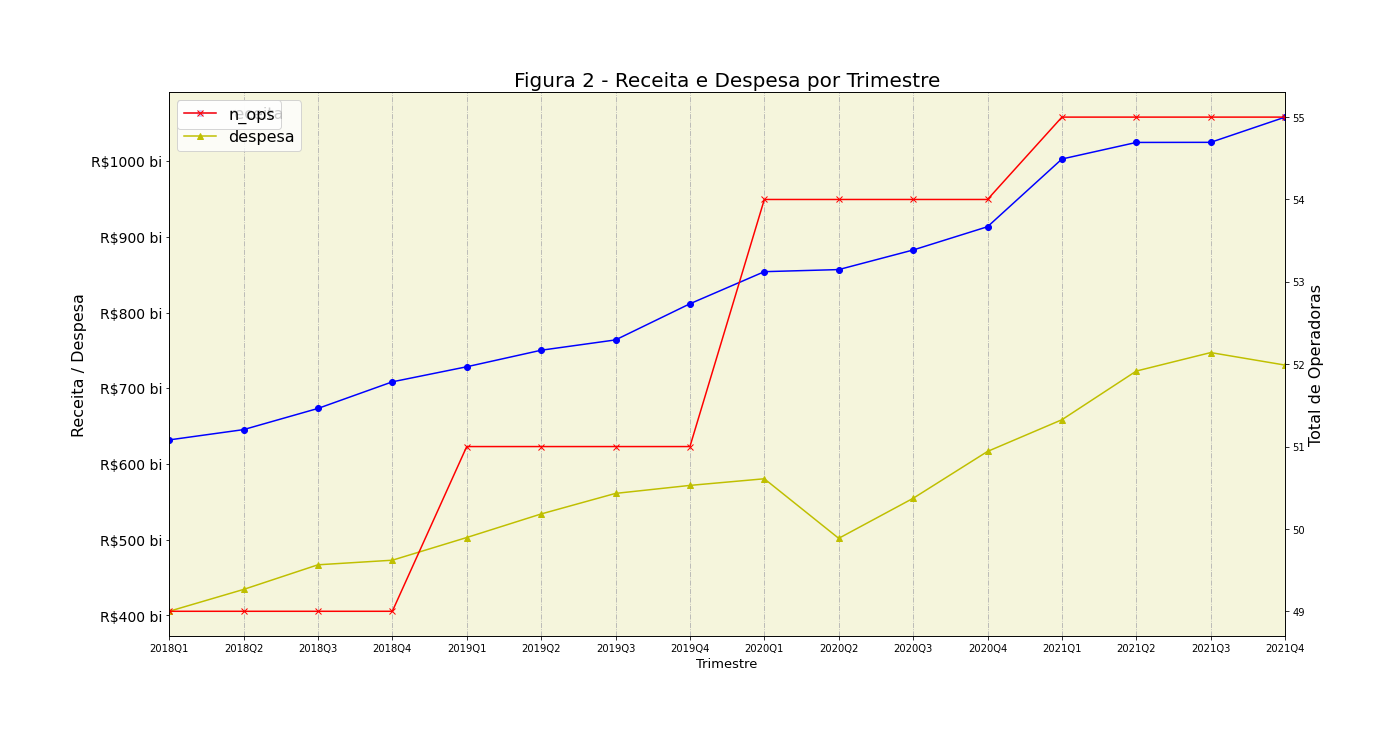 Figura 2 - Receita e Despesa por Trimestre
n_ops
receita
despesa
R$1000 bi
R$900 bi
R$800 bi
R$700 bi
R$600 bi
R$500 bi
R$400 bi
Receita / Despesa
55
54
53
52
51
50
49
Total de Operadoras
2018Q1 2018Q2 2018Q3 2018Q4 2019Q1 2019Q2 2019Q3 2019Q4 2020Q1 2020Q2 2020Q3 2020Q4 2021Q1 2021Q2 2021Q3 2021Q4
Trimestre